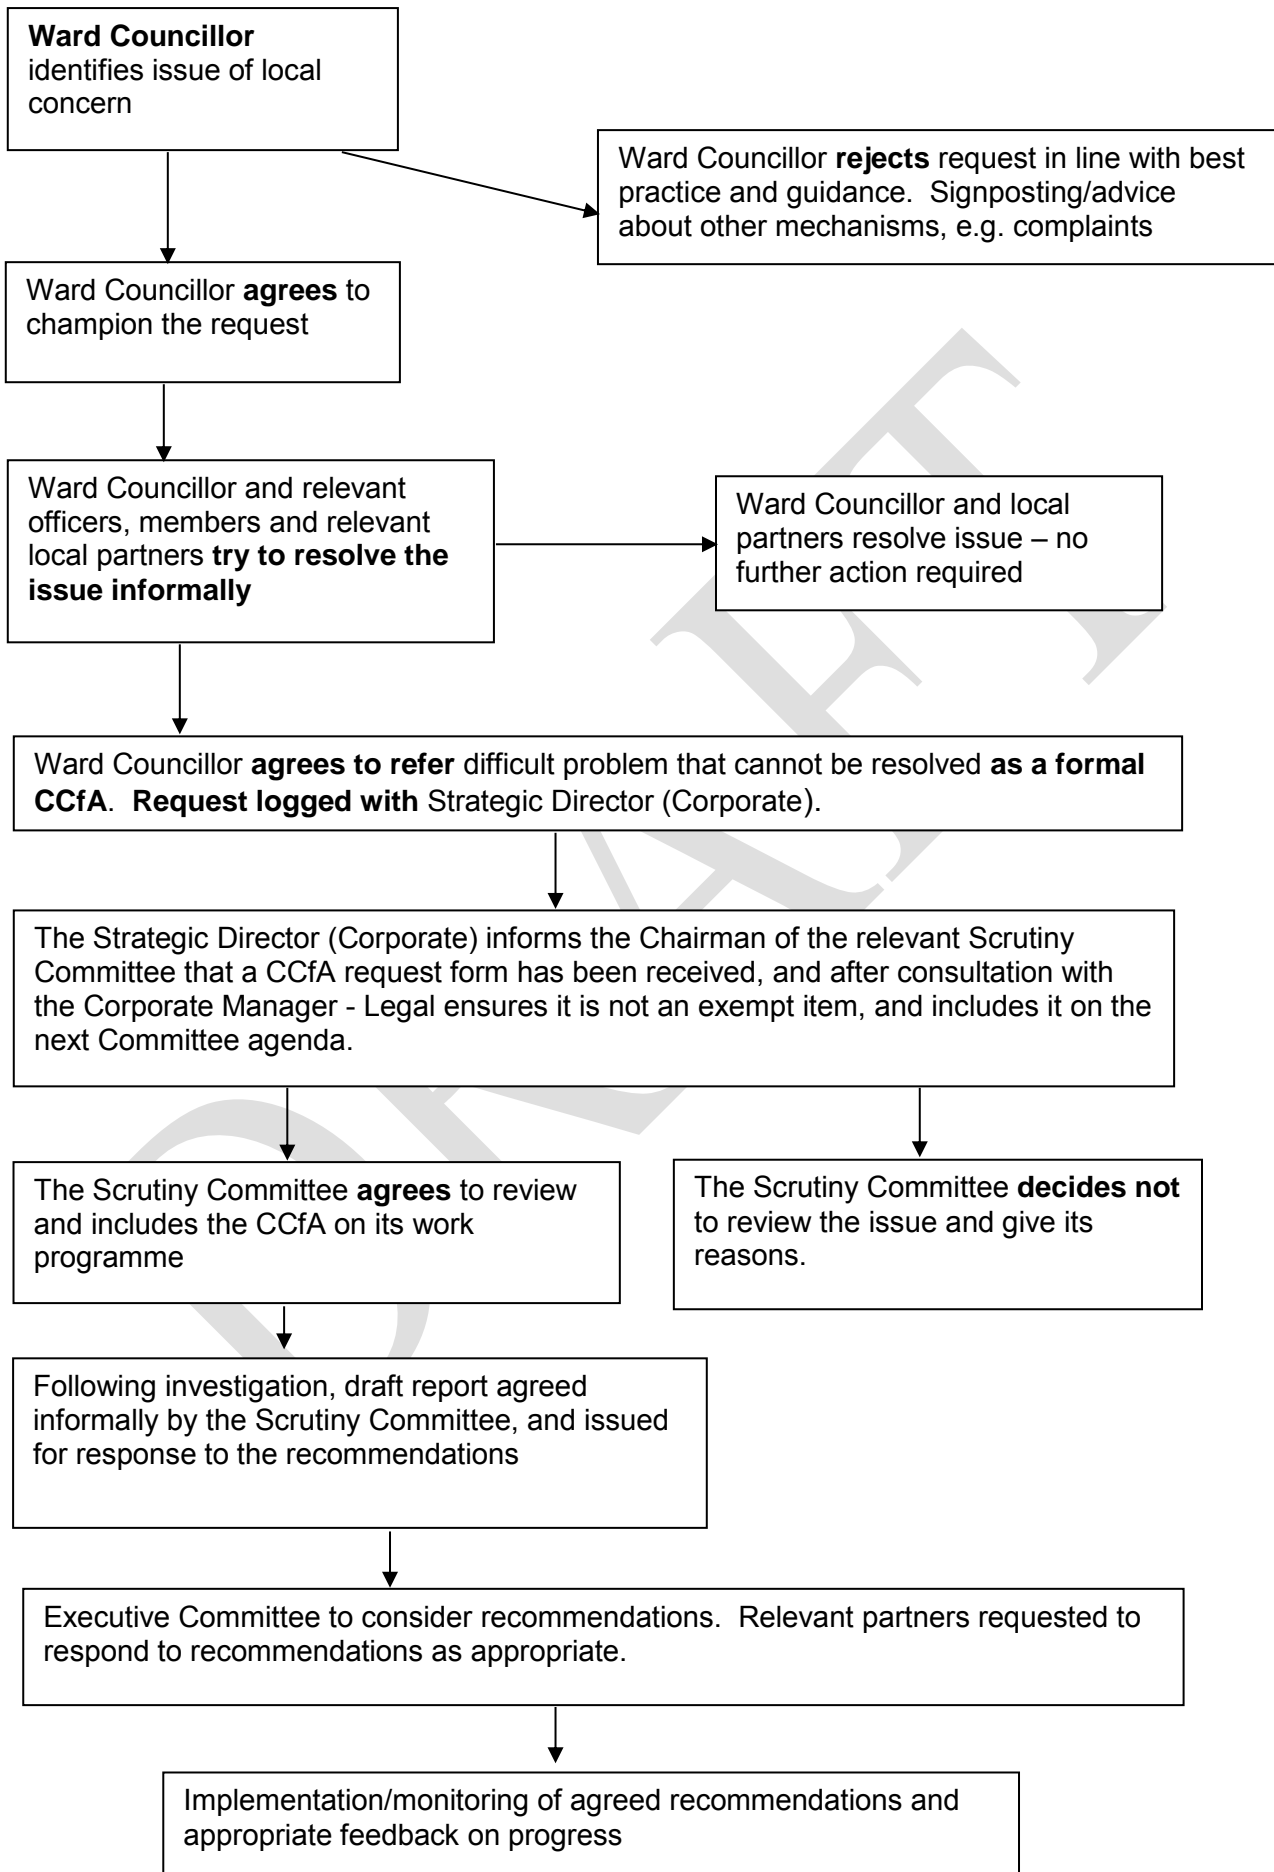 Ward Councillor
identifies issue of local
concern
Ward Councillor rejects request in line with best
practice and guidance.  Signposting/advice
about other mechanisms, e.g. complaints
Ward Councillor agrees to
champion the request
Ward Councillor and relevant
officers, members and relevant
local partners try to resolve the
issue informally
Ward Councillor and local
partners resolve issue – no
further action required
Ward Councillor agrees to refer difficult problem that cannot be resolved as a formal
CCfA.  Request logged with Strategic Director (Corporate).
The Strategic Director (Corporate) informs the Chairman of the relevant Scrutiny
Committee that a CCfA request form has been received, and after consultation with
the Corporate Manager - Legal ensures it is not an exempt item, and includes it on the
next Committee agenda.
The Scrutiny Committee agrees to review
and includes the CCfA on its work
programme
The Scrutiny Committee decides not
to review the issue and give its
reasons.
Following investigation, draft report agreed
informally by the Scrutiny Committee, and issued
for response to the recommendations
Executive Committee to consider recommendations.  Relevant partners requested to
respond to recommendations as appropriate.
Implementation/monitoring of agreed recommendations and
appropriate feedback on progress
DRAFT